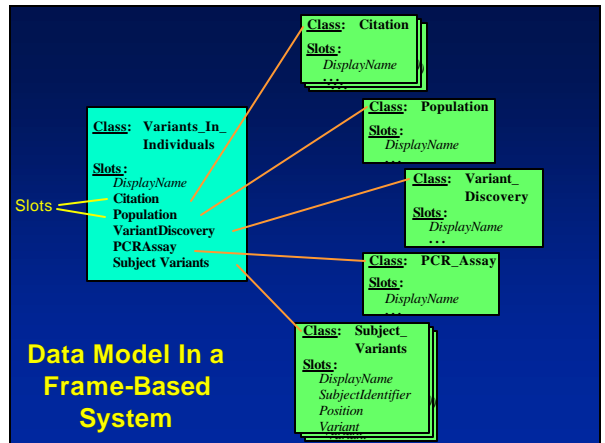 Class: Citation
Slots:
DisplayName
...
Class: Population
Slots:
DisplayName
...
Class: Variants_In_
Individuals
Slots:
DisplayName
Citation
Population
VariantDiscovery
PCRAssay
Subject Variants
Slots
Class: Variant_
Discovery
Slots:
DisplayName
...
Class: PCR_Assay
Slots:
DisplayName
...
Class: Subject_
Variants
Slots:
DisplayName
SubjectIdentifier
Position
Variant
Data Model In a
Frame-Based
System